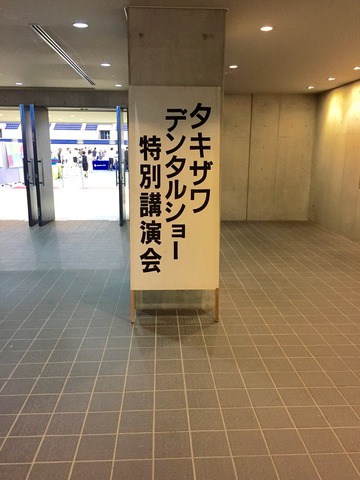 タキザワ
デンタルショー
特別講演会